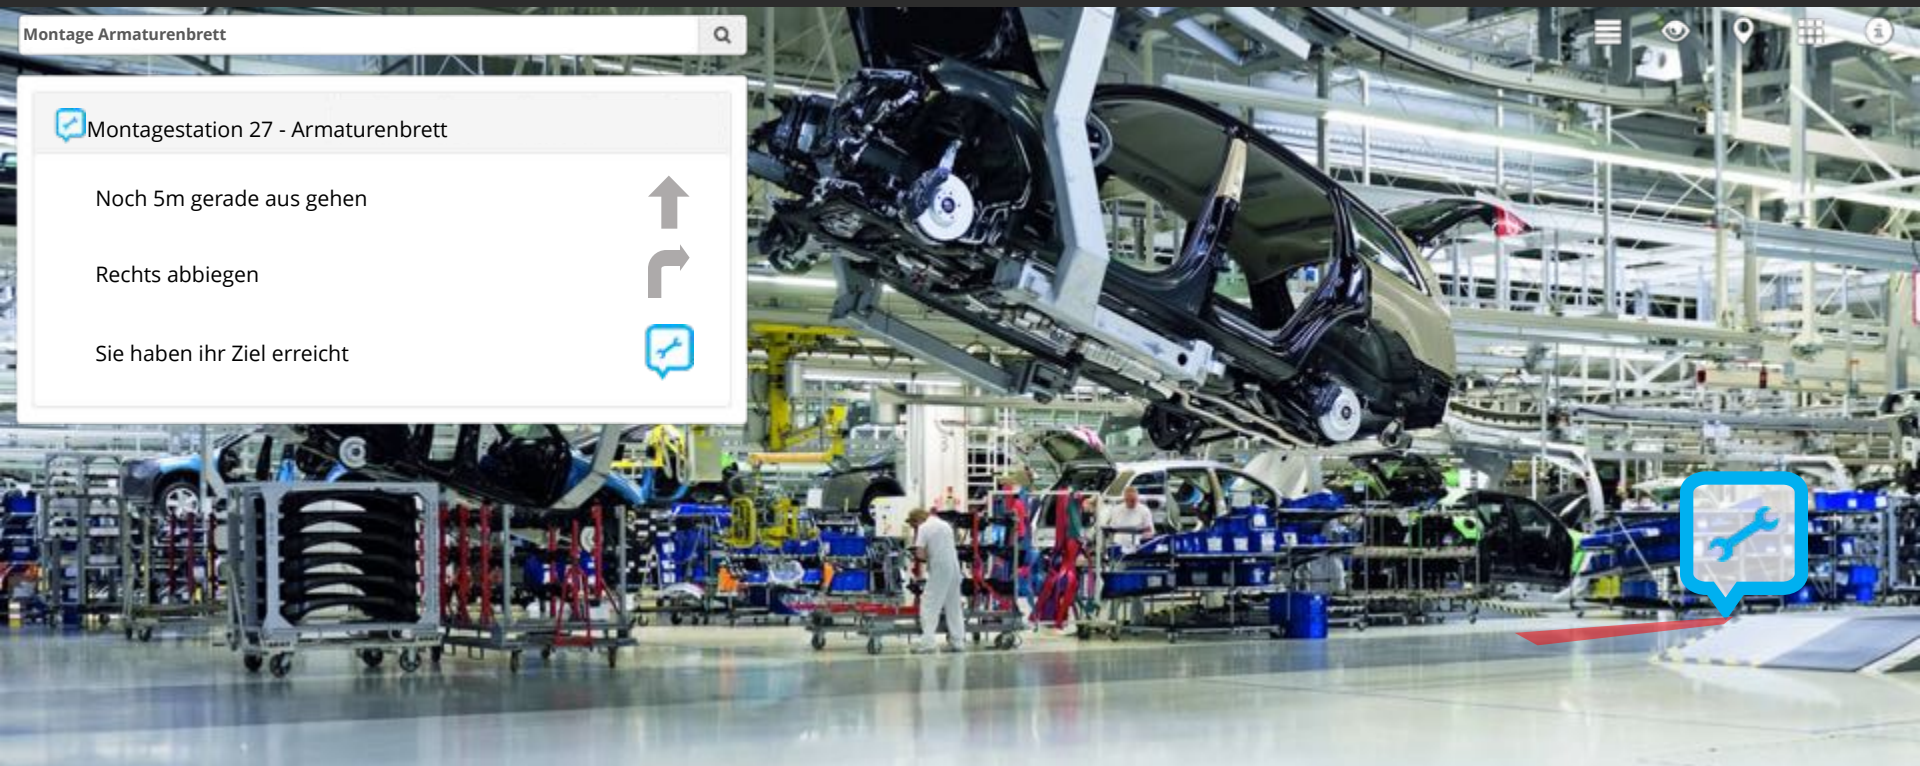 Montage Armaturenbrett
Montagestation 27 - Armaturenbrett
Noch 5m gerade aus gehen
Rechts abbiegen
Sie haben ihr Ziel erreicht